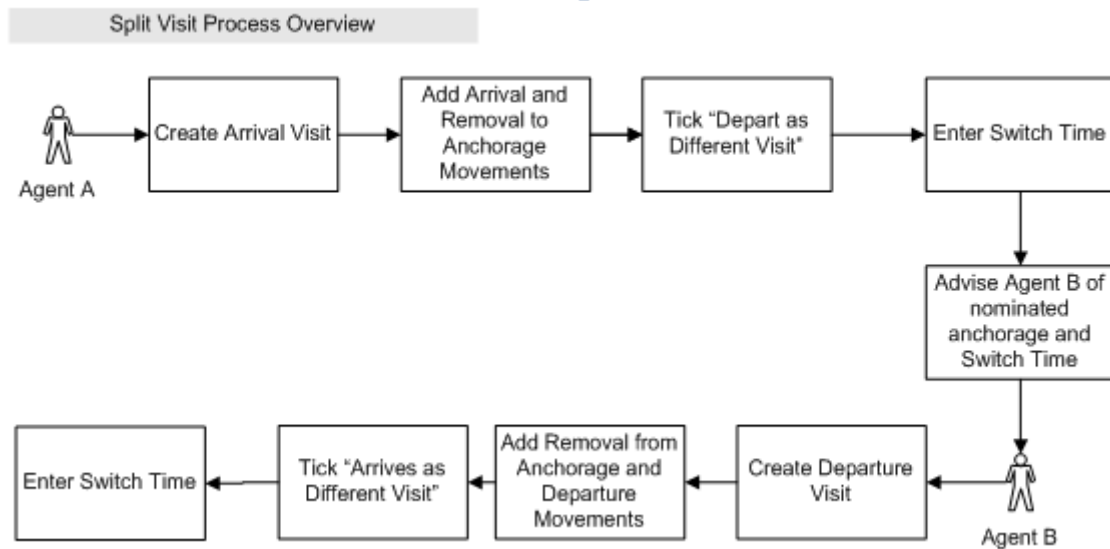 Split Visit Process Overview
Agent A
Create Arrival Visit
Add Arrival and
Removal to
Anchorage
Movements
Tick “Depart as
Different Visit”
Enter Switch Time
Advise Agent B of
nominated
anchorage and
Switch Time
Agent B
Create Departure
Visit
Add Removal from
Anchorage and
Departure
Movements
Tick “Arrives as
Different Visit”
Enter Switch Time